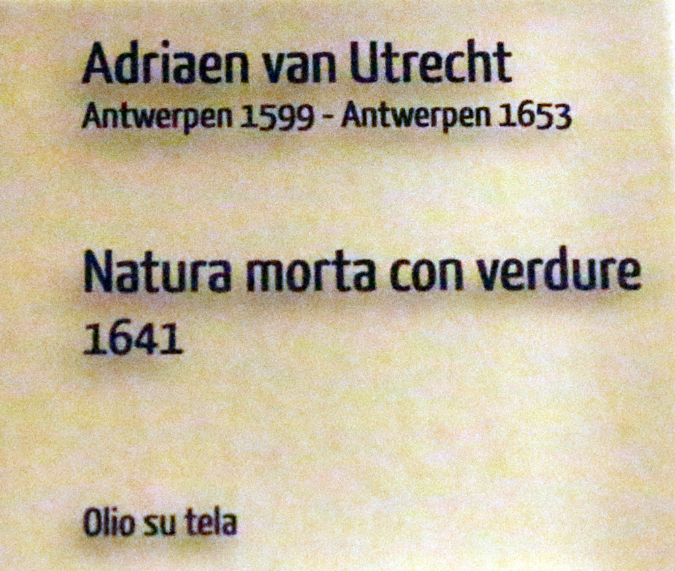 Adriaen van Utrecht
Antwerpen 1599 - Antwerpen 1653
Natura morta con verdure
1641
Olio su tela